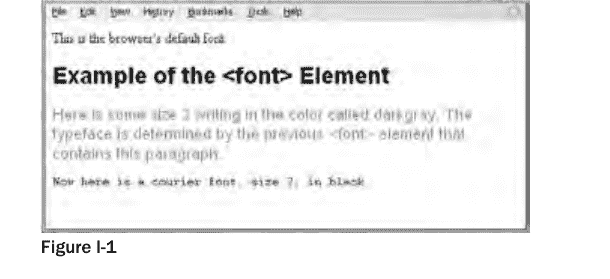 File Edit View History Bookmarks Tools Help
This is the browser's default font.
Example of the <font> Element
Here is some size 3 writing in the color called darkgray. The
typeface is determined by the previous <font> element that
contains this paragraph.
Now here is a courier font, size 2, in black
Figure I-1